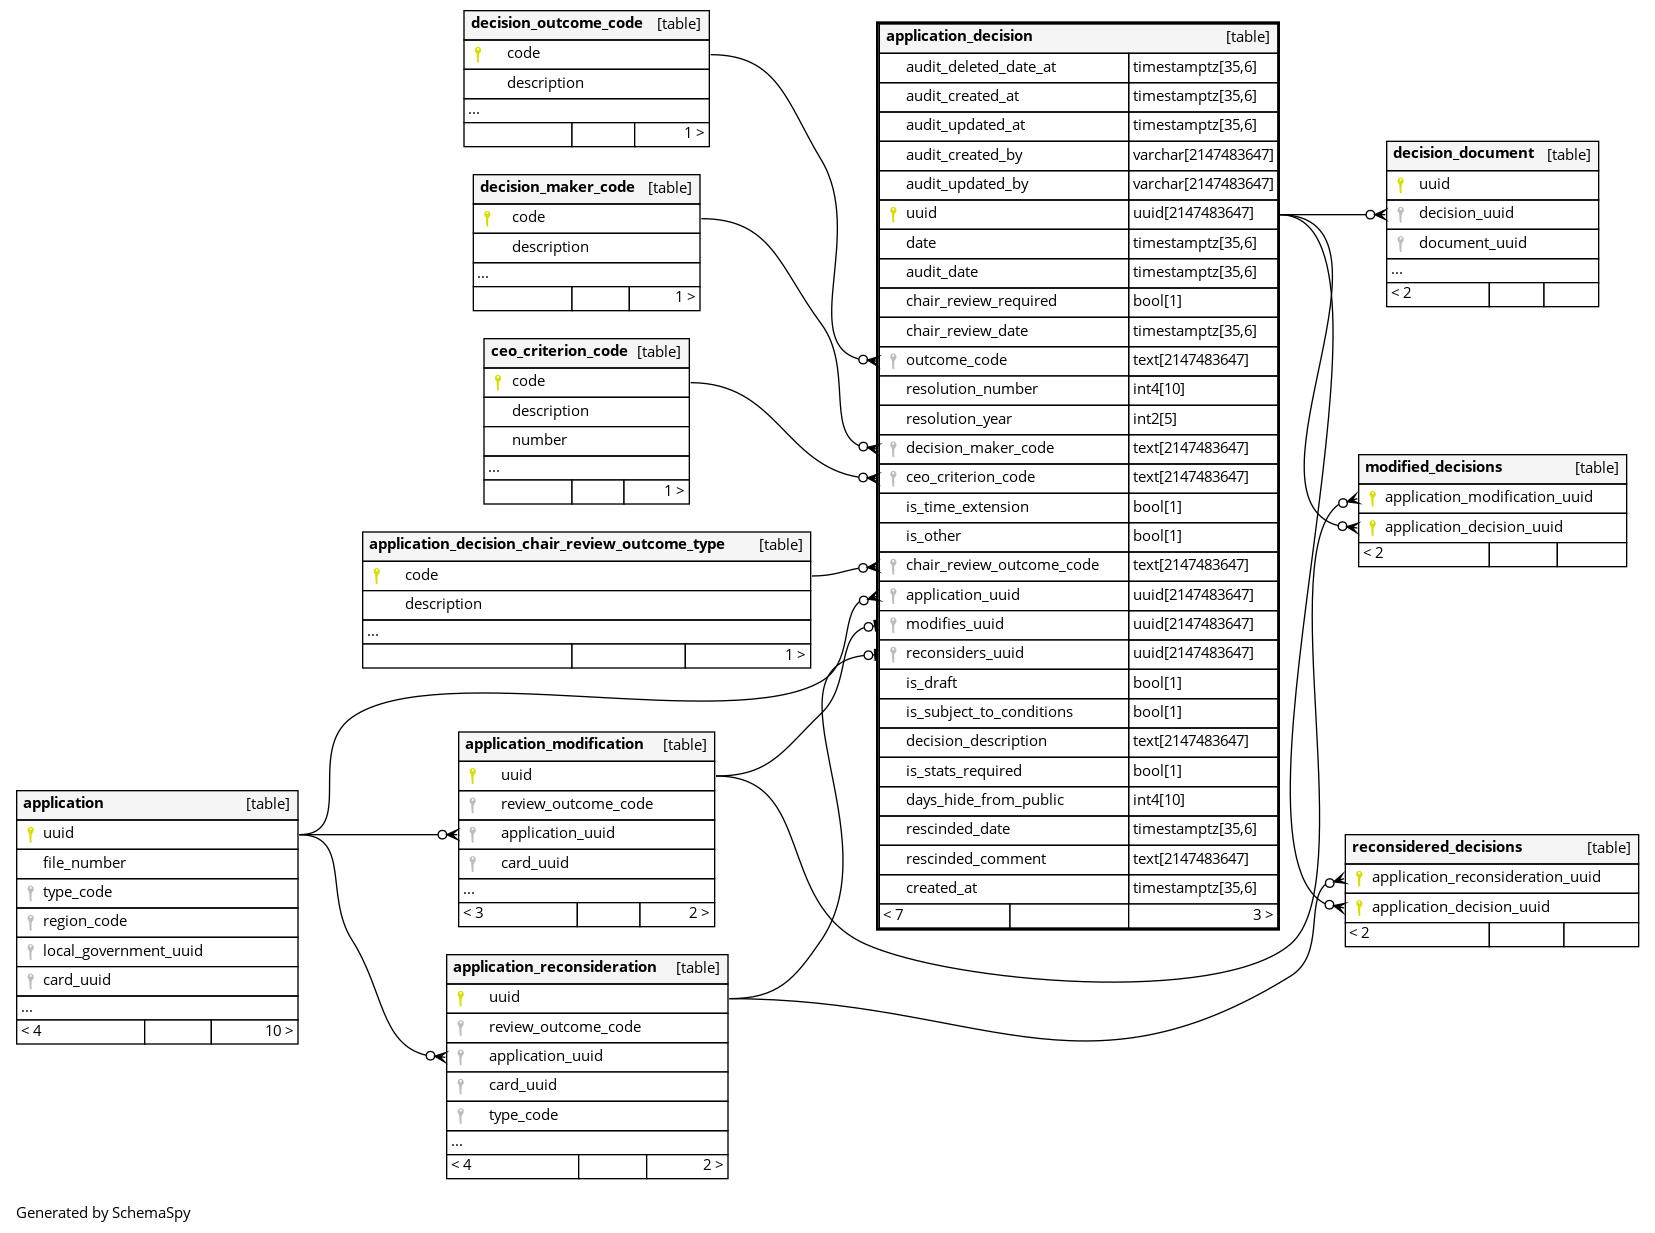 decision_outcome_code [table]
code
description
...
1 >
decision_maker_code [table]
code
description
...
1 >
ceo_criterion_code [table]
code
description
number
...
1 >
application_decision_chair_review_outcome_type [table]
code
description
...
1 >
application [table]
uuid
file_number
type_code
region_code
local_government_uuid
card_uuid
...
< 4 10 >
application_modification [table]
uuid
review_outcome_code
application_uuid
card_uuid
...
< 3 2 >
application_reconsideration [table]
uuid
review_outcome_code
application_uuid
card_uuid
type_code
...
< 4 2 >
application_decision [table]
audit_deleted_date_at timestamptz[35,6]
audit_created_at timestamptz[35,6]
audit_updated_at timestamptz[35,6]
audit_created_by varchar[2147483647]
audit_updated_by varchar[2147483647]
uuid uuid[2147483647]
date timestamptz[35,6]
audit_date timestamptz[35,6]
chair_review_required bool[1]
chair_review_date timestamptz[35,6]
outcome_code text[2147483647]
resolution_number int4[10]
resolution_year int2[5]
decision_maker_code text[2147483647]
ceo_criterion_code text[2147483647]
is_time_extension bool[1]
is_other bool[1]
chair_review_outcome_code text[2147483647]
application_uuid uuid[2147483647]
modifies_uuid uuid[2147483647]
reconsiders_uuid uuid[2147483647]
is_draft bool[1]
is_subject_to_conditions bool[1]
decision_description text[2147483647]
is_stats_required bool[1]
days_hide_from_public int4[10]
rescinded_date timestamptz[35,6]
rescinded_comment text[2147483647]
created_at timestamptz[35,6]
< 7 3 >
decision_document [table]
uuid
decision_uuid
document_uuid
...
< 2
modified_decisions [table]
application_modification_uuid
application_decision_uuid
< 2
reconsidered_decisions [table]
application_reconsideration_uuid
application_decision_uuid
< 2
Generated by SchemaSpy